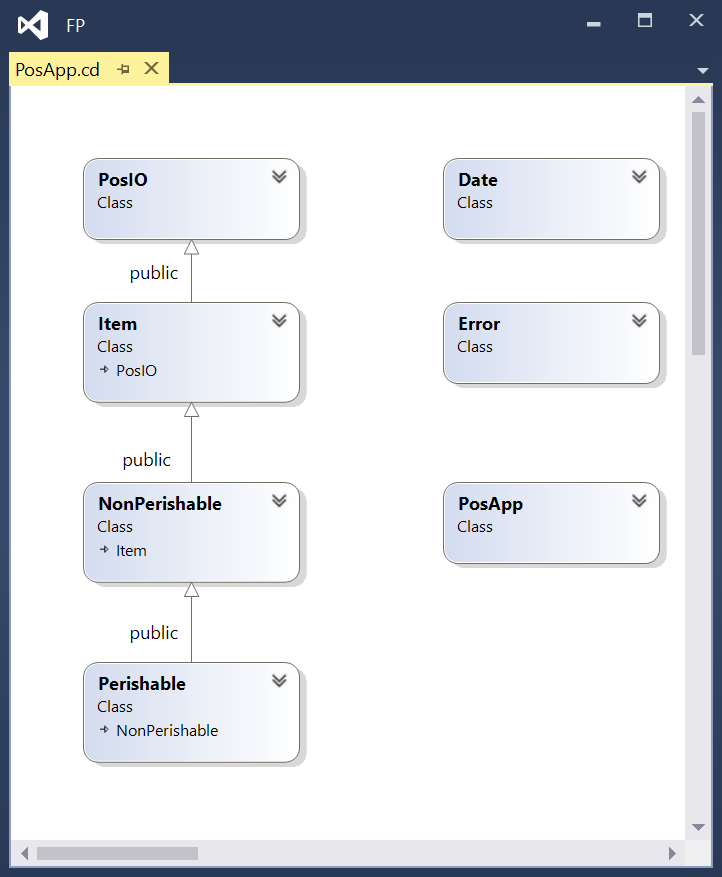 FP
PosApp.cd
PosIO
Class
public
Item
Class
PosIO
public
NonPerishable
Class
Item
public
Perishable
Class
NonPerishable
Date
Class
Error
Class
PosApp
Class